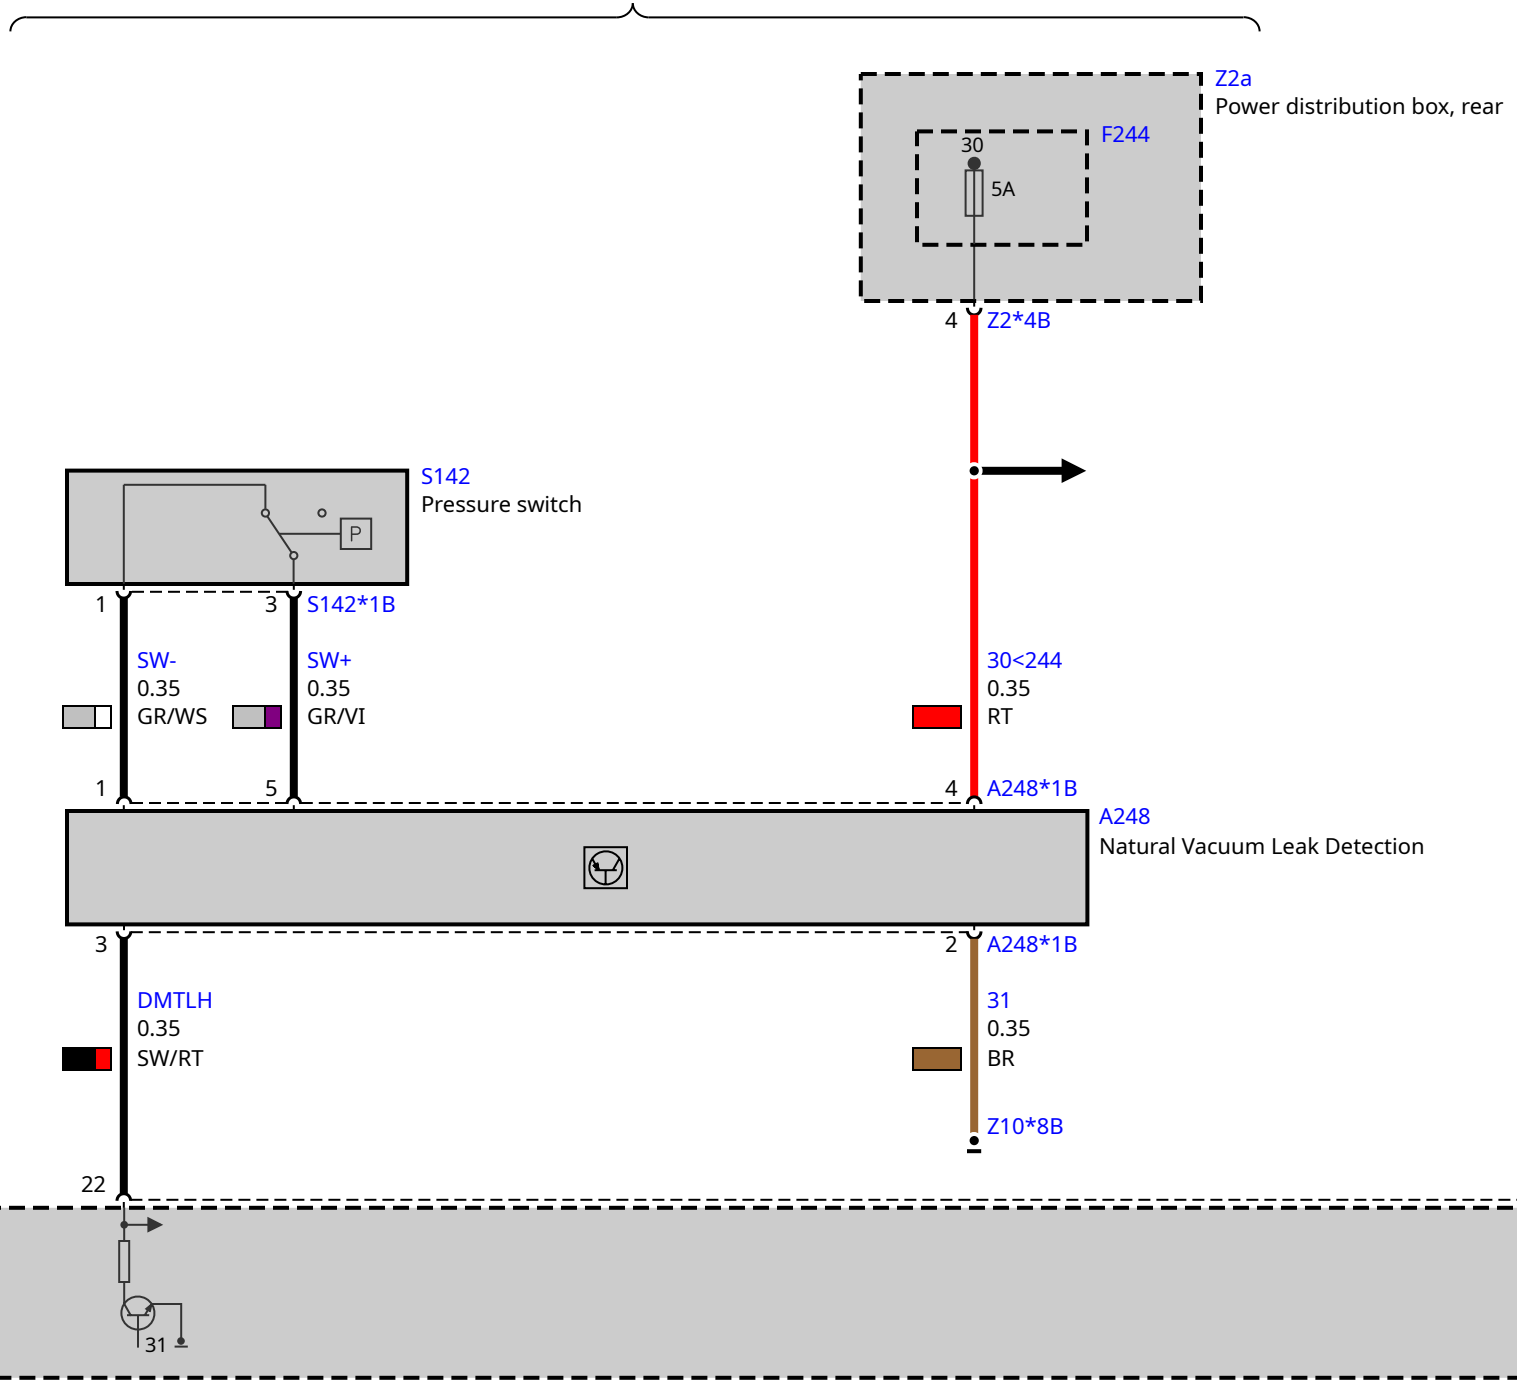 Z2a
Power distribution box, rear
F244
30
5A
4 Z2*4B
S142
Pressure switch
P
1 3 S142*1B
SW- SW+ 30<244
0.35 0.35 0.35
GR/WS GR/VI RT
1 5 4 A248*1B
A248
Natural Vacuum Leak Detection
3 2 A248*1B
DMTLH 31
0.35 0.35
SW/RT BR
Z10*8B
22
31